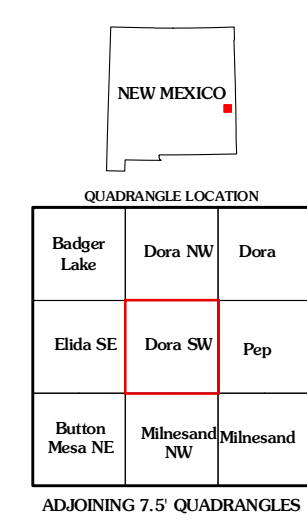 NEW MEXICO
QUADRANGLE LOCATION
Badger
Lake
Dora NW
Dora
Elida SE
Dora SW
Pep
Button
Mesa NE
Milnesand
NW
Milnesand
ADJOINING 7.5' QUADRANGLES